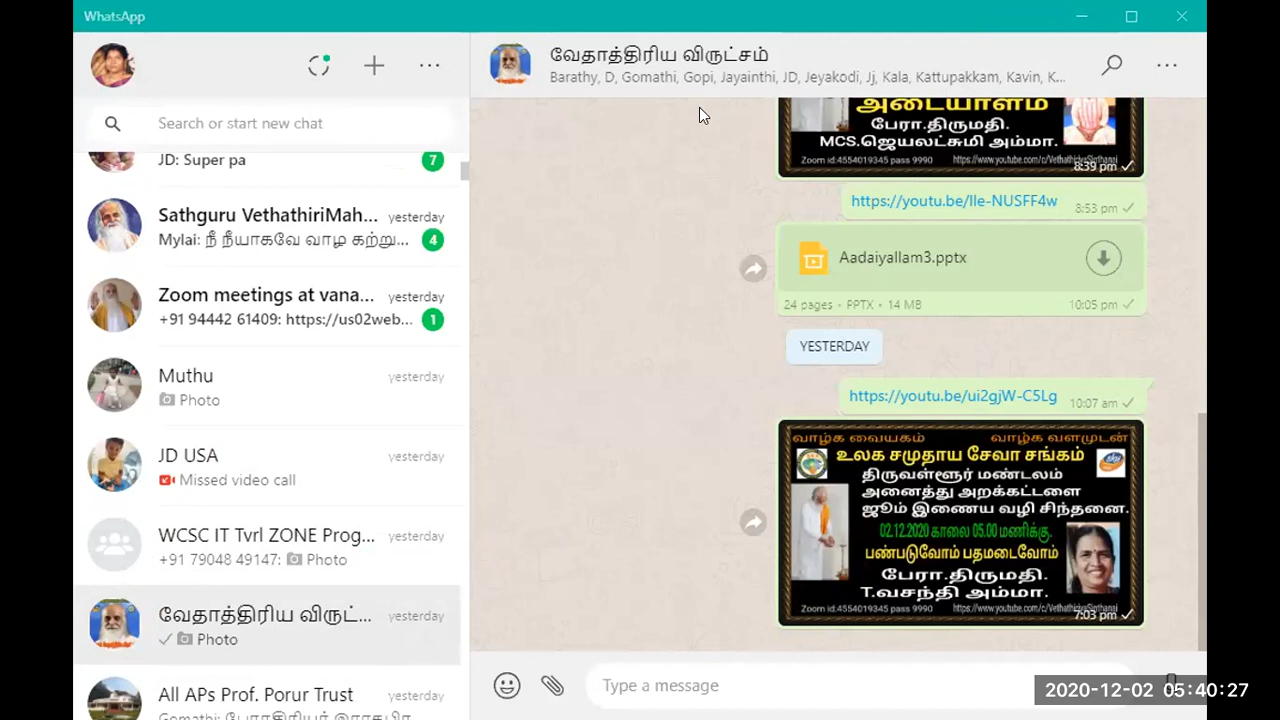 WhatsApp
Search or start new chat
JD: Super pa
7
Sathguru VethathiriMah...
yesterday
Mylai: நீ நீயாகவே வாழ கற்று...
4
Zoom meetings at vana...
yesterday
+91 94442 61409: https://us02web...
1
Muthu
yesterday
Photo
JD USA
yesterday
Missed video call
WCSC IT Tvrl ZONE Prog...
yesterday
+91 79048 49147: Photo
வேதாத்திரிய விருட்...
yesterday
Photo
All APs Prof. Porur Trust
yesterday
வேதாத்திரிய விருட்சம்
Barathy, D, Gomathi, Gopi, Jayainthi, JD, Jeyakodi, Jj, Kala, Kattupakkam, Kavin, K...
அடையாளம்
பேரா.திருமதி.
MCS.ஜெயலட்சுமி அம்மா.
Zoom id:4554019345 pass 9990
8:39 pm
https://youtu.be/lle-NUSFF4w
8:53 pm
Aadaiyallam3.pptx
24 pages • PPTX • 14 MB
10:05 pm
YESTERDAY
https://youtu.be/ui2gjW-C5Lg
10:07 am
வாழ்க வையகம் வாழ்க வளமுடன்
உலக சமுதாய சேவா சங்கம்
திருவள்ளூர் மண்டலம்
அனைத்து அறக்கட்டளை
ஜூம் இணைய வழி சிந்தனை.
02.12.2020 காலை 05.00 மணிக்கு.
பண்படுவோம் பதமடைவோம்
பேரா.திருமதி.
T.வசந்தி அம்மா.
Zoom id:4554019345 pass 9990
7:03 pm
Type a message
2020-12-02 05:40:27